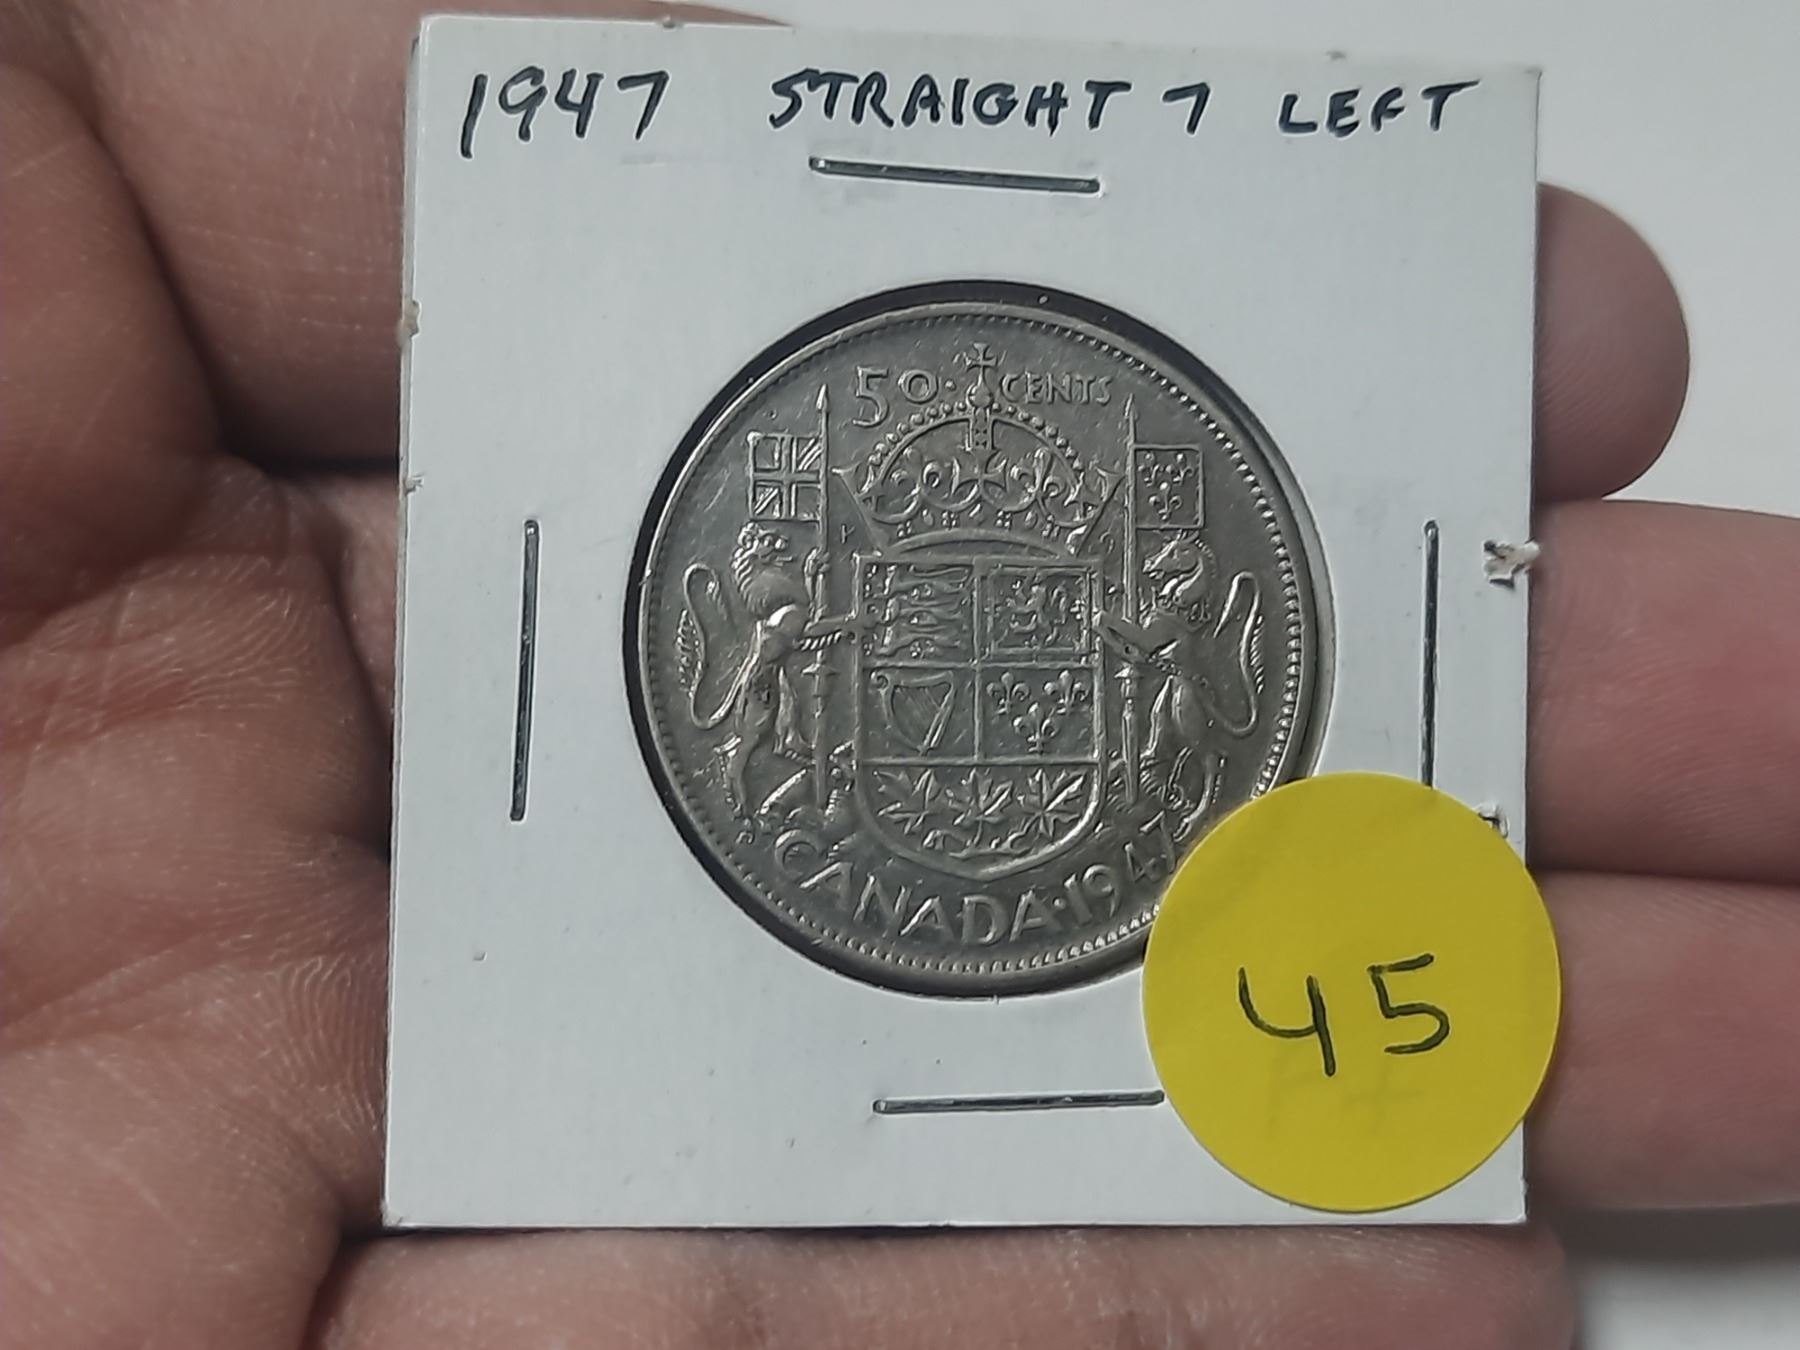 1947 STRAIGHT 7 LEFT
50 CENTS
CANADA·1947
45